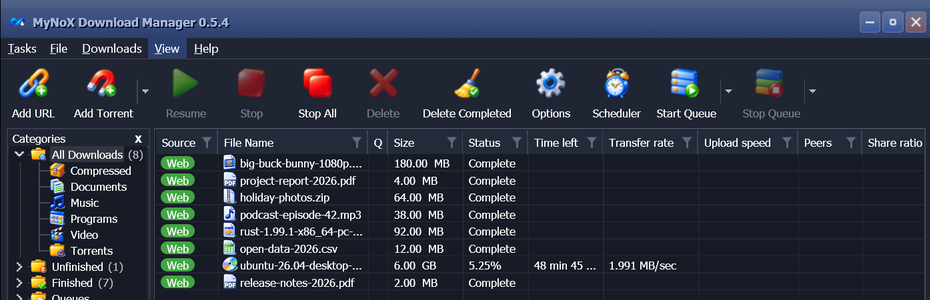 MyNoX Download Manager 0.5.4
Tasks File Downloads View Help
Add URL Add Torrent Resume Stop Stop All Delete Delete Completed Options Scheduler Start Queue Stop Queue
Categories X Source File Name Q Size Status Time left Transfer rate Upload speed Peers Share ratio
All Downloads (8) Web big-buck-bunny-1080p.... 180.00 MB Complete
Compressed Web project-report-2026.pdf 4.00 MB Complete
Documents Web holiday-photos.zip 64.00 MB Complete
Music Web podcast-episode-42.mp3 38.00 MB Complete
Programs Web rust-1.99.1-x86_64-pc-... 92.00 MB Complete
Video Web open-data-2026.csv 12.00 MB Complete
Torrents Web ubuntu-26.04-desktop-... 6.00 GB 5.25% 48 min 45 ... 1.991 MB/sec
Unfinished (1) Web release-notes-2026.pdf 2.00 MB Complete
Finished (7)
Queues